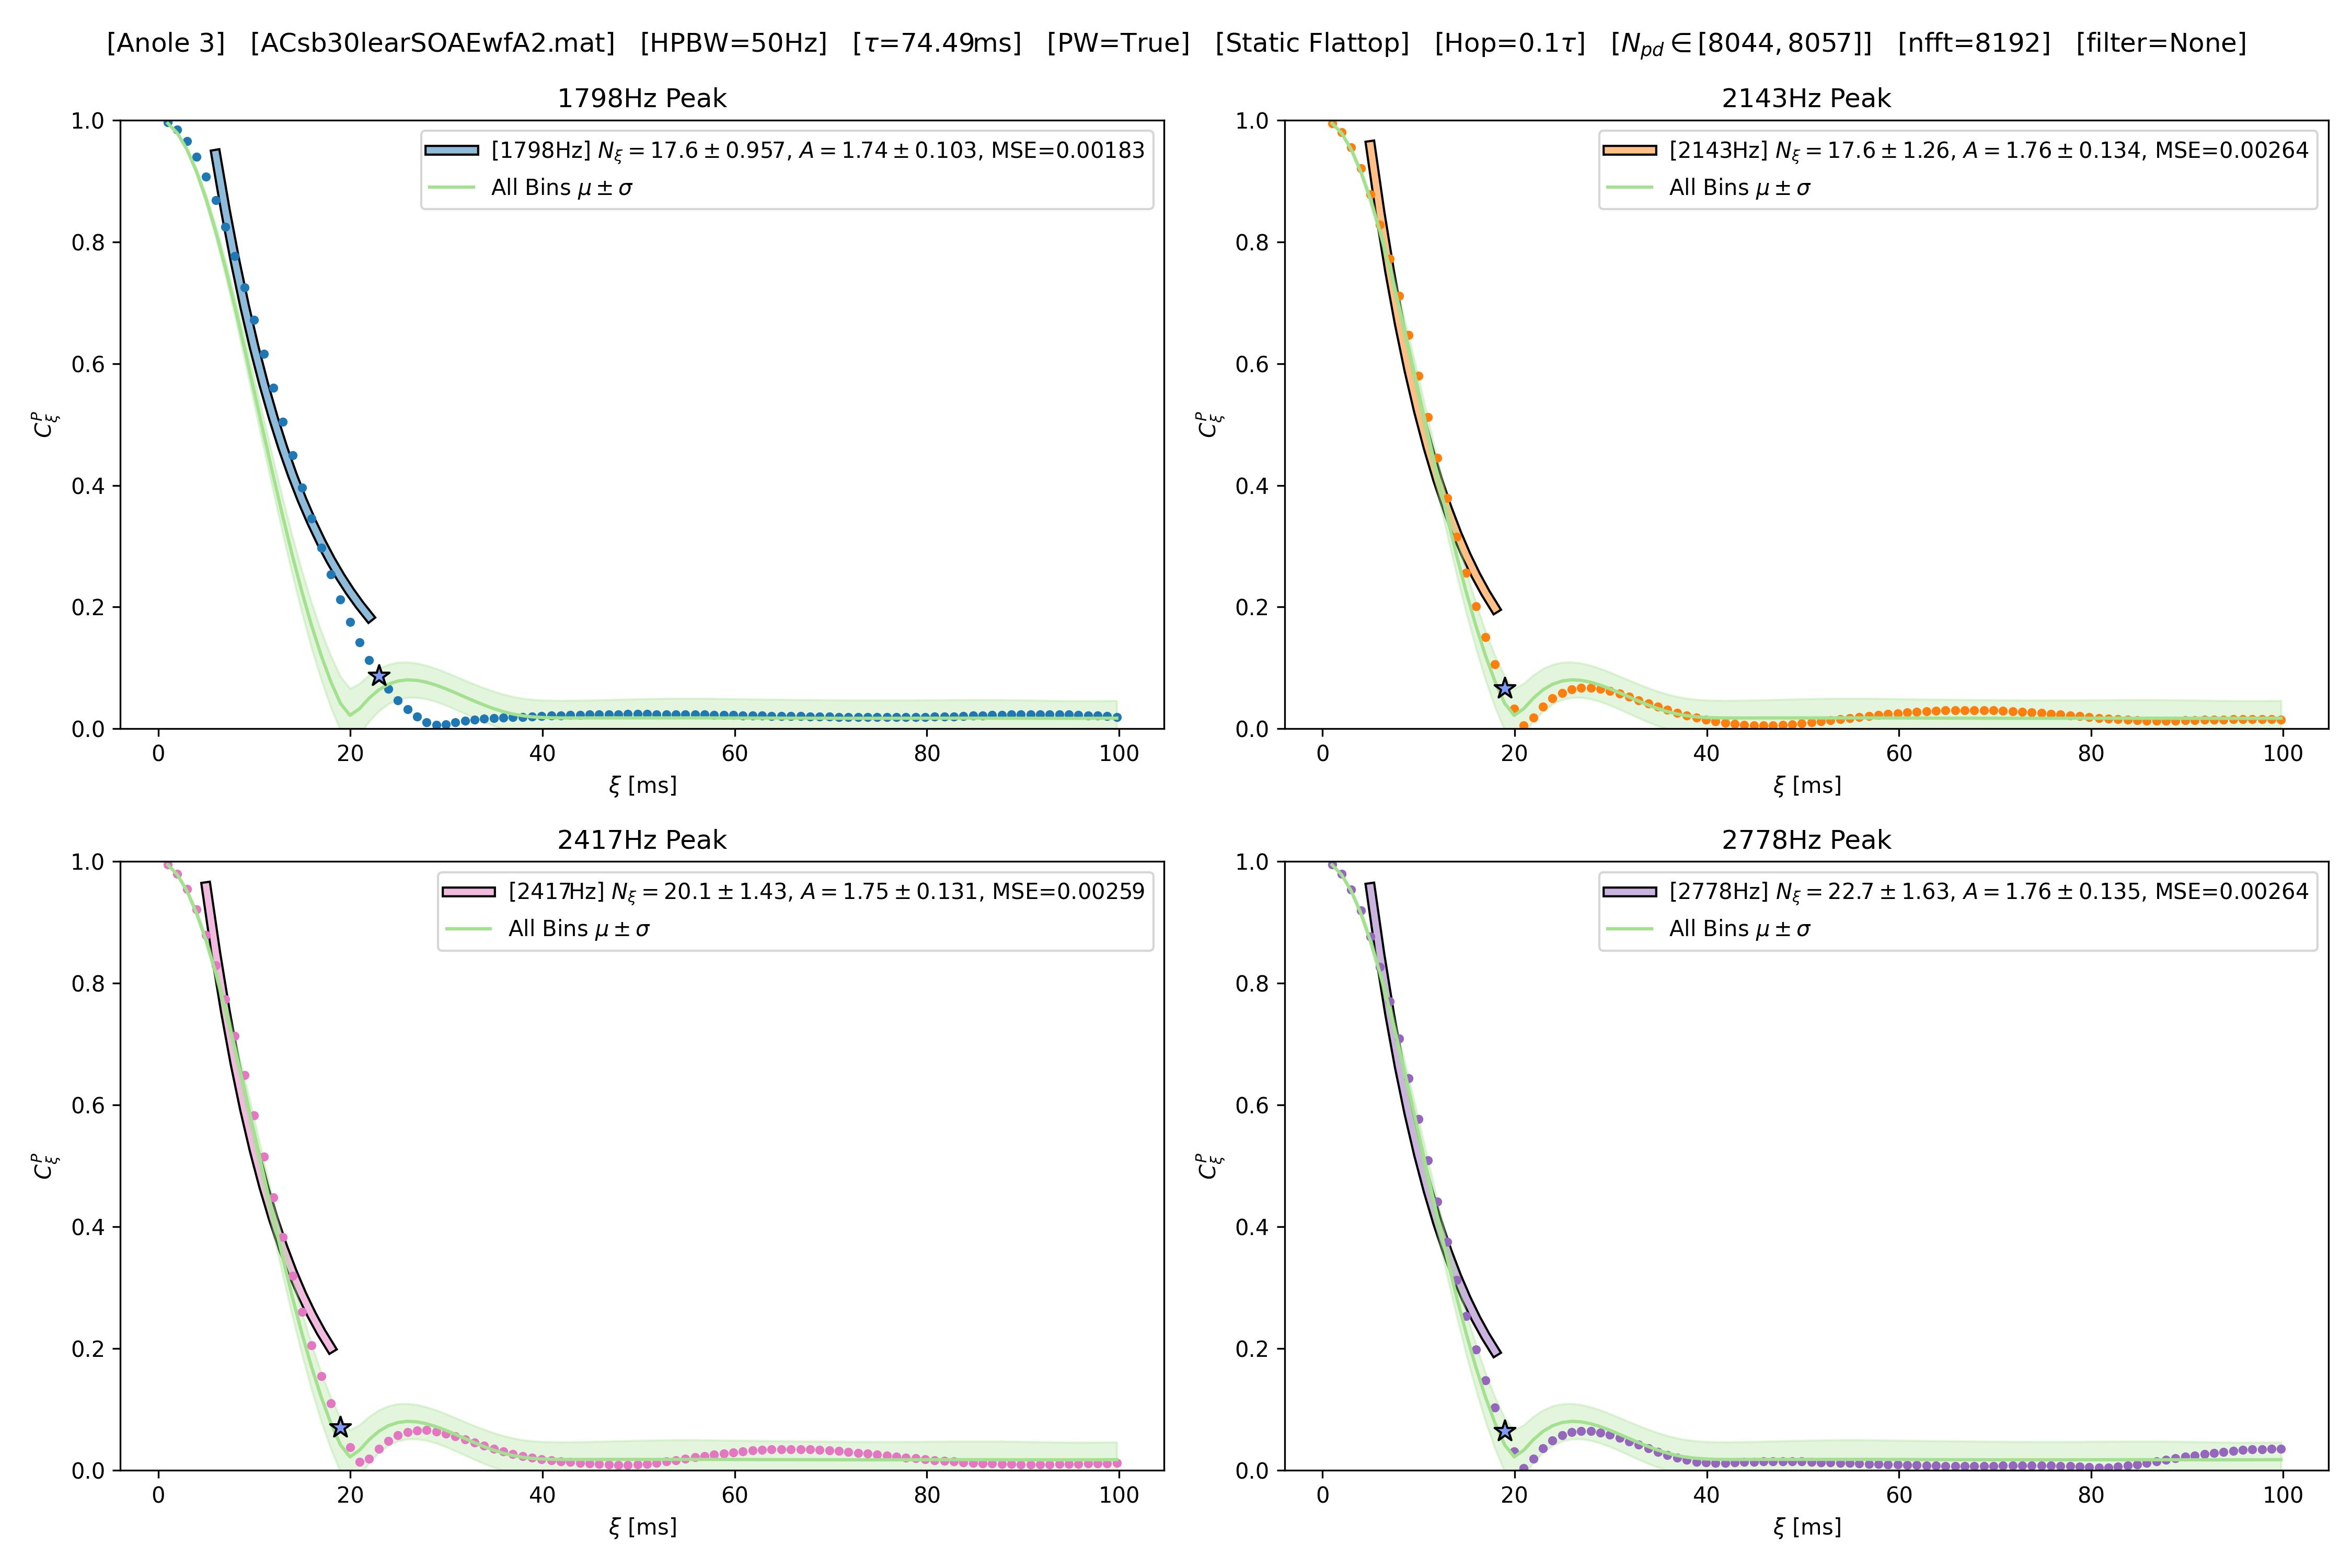 [Anole 3] [ACsb30learSOAEwfA2.mat] [HPBW=50Hz] [τ=74.49ms] [PW=True] [Static Flattop] [Hop=0.1τ] [N_pd ∈ [8044, 8057]] [nfft=8192] [filter=None]
1798Hz Peak
[1798Hz] N_ξ = 17.6 ± 0.957, A = 1.74 ± 0.103, MSE=0.00183
All Bins μ ± σ
1.0
0.8
0.6
0.4
0.2
0.0
C_ξ^P
0 20 40 60 80 100
ξ [ms]
2143Hz Peak
[2143Hz] N_ξ = 17.6 ± 1.26, A = 1.76 ± 0.134, MSE=0.00264
All Bins μ ± σ
1.0
0.8
0.6
0.4
0.2
0.0
C_ξ^P
0 20 40 60 80 100
ξ [ms]
2417Hz Peak
[2417Hz] N_ξ = 20.1 ± 1.43, A = 1.75 ± 0.131, MSE=0.00259
All Bins μ ± σ
1.0
0.8
0.6
0.4
0.2
0.0
C_ξ^P
0 20 40 60 80 100
ξ [ms]
2778Hz Peak
[2778Hz] N_ξ = 22.7 ± 1.63, A = 1.76 ± 0.135, MSE=0.00264
All Bins μ ± σ
1.0
0.8
0.6
0.4
0.2
0.0
C_ξ^P
0 20 40 60 80 100
ξ [ms]